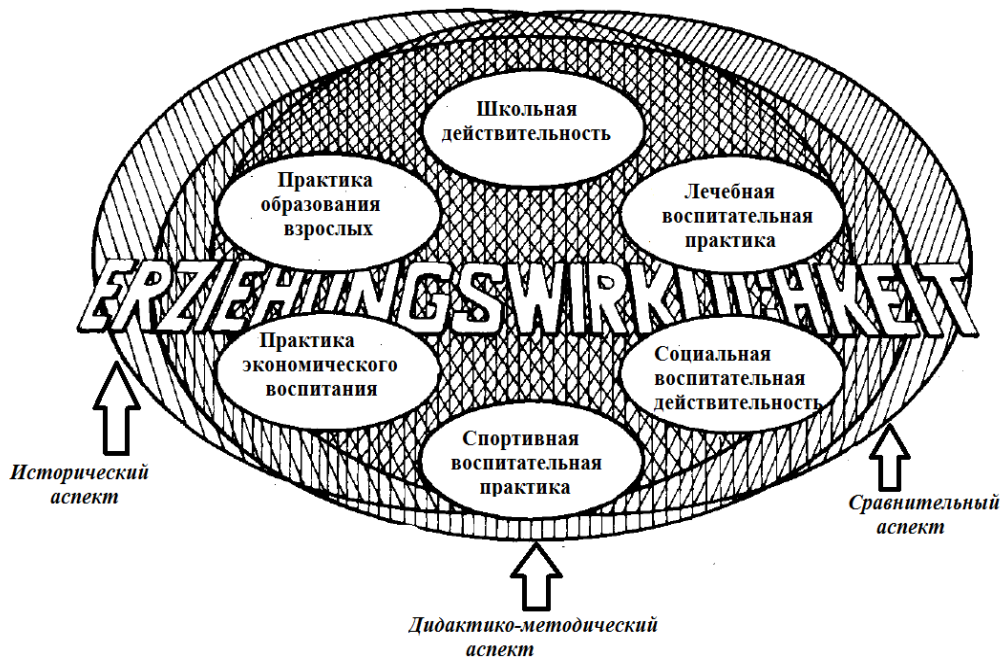 Школьная
действительность
Практика
образования
взрослых
Лечебная
воспитательная
практика
ERZIEHUNGSWIRKLICHKEIT
Практика
экономического
воспитания
Социальная
воспитательная
действительность
Спортивная
воспитательная
практика
Исторический
аспект
Сравнительный
аспект
Дидактико-методический
аспект